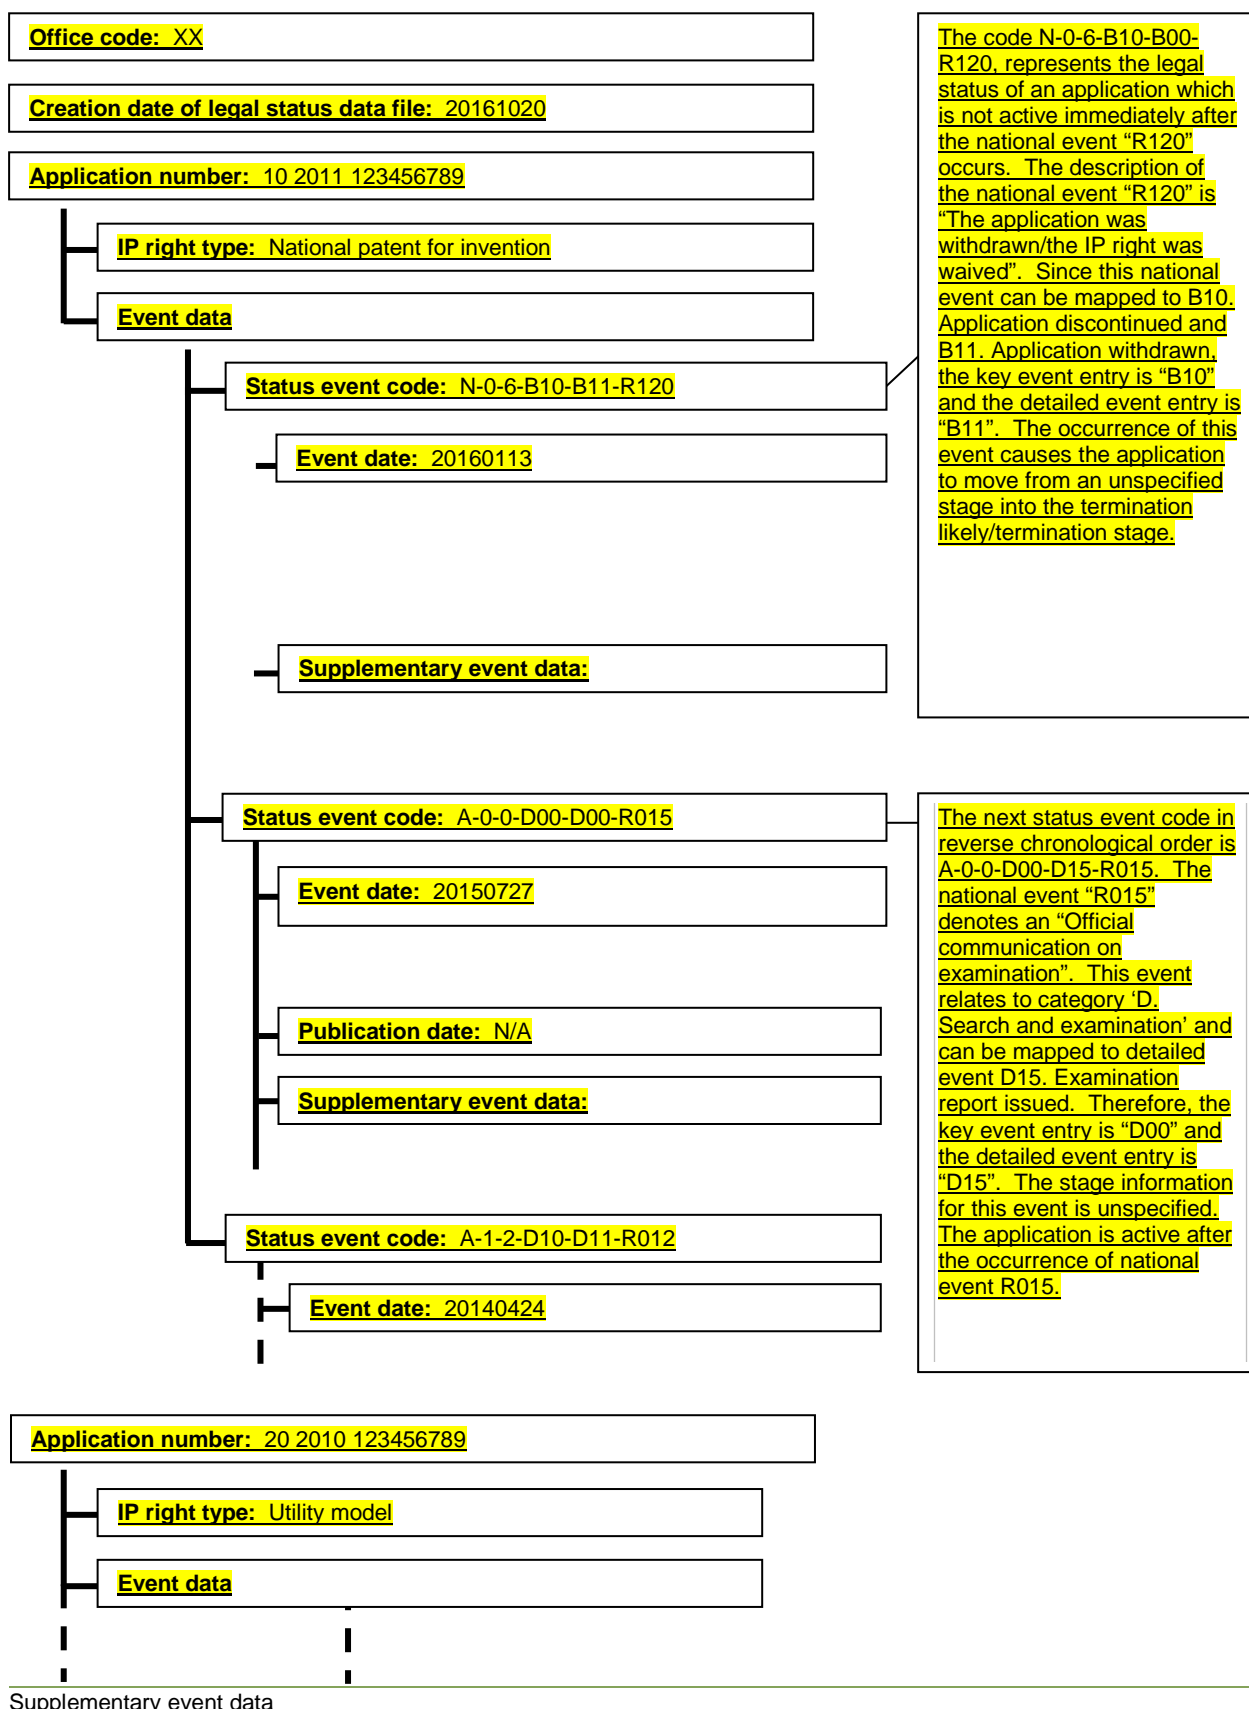 Office code: XX
Creation date of legal status data file: 20161020
Application number: 10 2011 123456789
IP right type: National patent for invention
Event data
Status event code: N-0-6-B10-B11-R120
Event date: 20160113
Supplementary event data:
The code N-0-6-B10-B00-
R120, represents the legal
status of an application which
is not active immediately after
the national event “R120”
occurs. The description of
the national event “R120” is
“The application was
withdrawn/the IP right was
waived”. Since this national
event can be mapped to B10.
Application discontinued and
B11. Application withdrawn,
the key event entry is “B10”
and the detailed event entry is
“B11”. The occurrence of this
event causes the application
to move from an unspecified
stage into the termination
likely/termination stage.
Status event code: A-0-0-D00-D00-R015
Event date: 20150727
Publication date: N/A
Supplementary event data:
Status event code: A-1-2-D10-D11-R012
Event date: 20140424
The next status event code in
reverse chronological order is
A-0-0-D00-D15-R015. The
national event “R015”
denotes an “Official
communication on
examination”. This event
relates to category ‘D.
Search and examination’ and
can be mapped to detailed
event D15. Examination
report issued. Therefore, the
key event entry is “D00” and
the detailed event entry is
“D15”. The stage information
for this event is unspecified.
The application is active after
the occurrence of national
event R015.
Application number: 20 2010 123456789
IP right type: Utility model
Event data
Supplementary event data